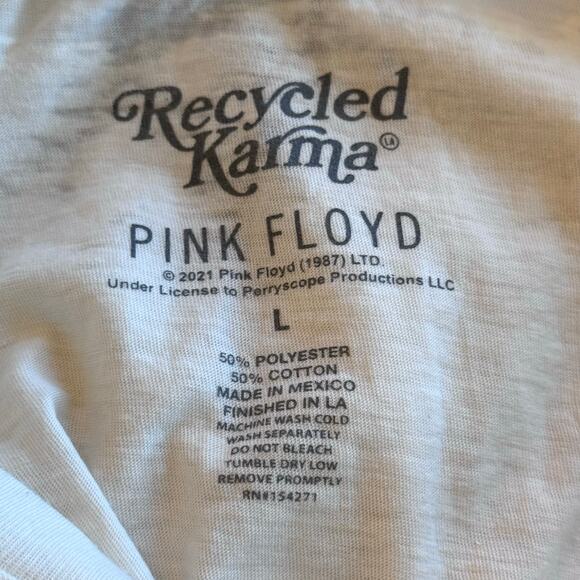 Recycled
Karma LA
PINK FLOYD
© 2021 Pink Floyd (1987) LTD.
Under License to Perryscope Productions LLC
L
50% POLYESTER
50% COTTON
MADE IN MEXICO
FINISHED IN LA
MACHINE WASH COLD
WASH SEPARATELY
DO NOT BLEACH
TUMBLE DRY LOW
REMOVE PROMPTLY
RN#154271